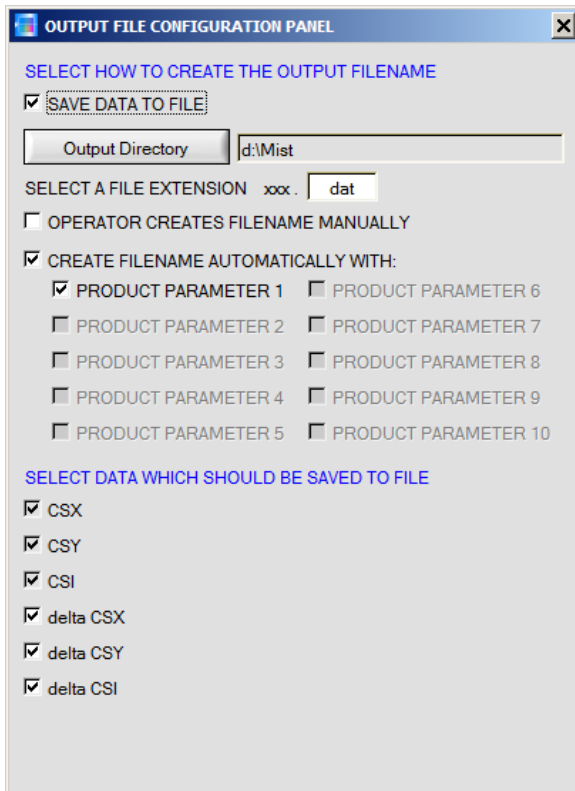 OUTPUT FILE CONFIGURATION PANEL
SELECT HOW TO CREATE THE OUTPUT FILENAME
SAVE DATA TO FILE
Output Directory d:\Mist
SELECT A FILE EXTENSION xxx . dat
OPERATOR CREATES FILENAME MANUALLY
CREATE FILENAME AUTOMATICALLY WITH:
PRODUCT PARAMETER 1 PRODUCT PARAMETER 6
PRODUCT PARAMETER 2 PRODUCT PARAMETER 7
PRODUCT PARAMETER 3 PRODUCT PARAMETER 8
PRODUCT PARAMETER 4 PRODUCT PARAMETER 9
PRODUCT PARAMETER 5 PRODUCT PARAMETER 10
SELECT DATA WHICH SHOULD BE SAVED TO FILE
CSX
CSY
CSI
delta CSX
delta CSY
delta CSI